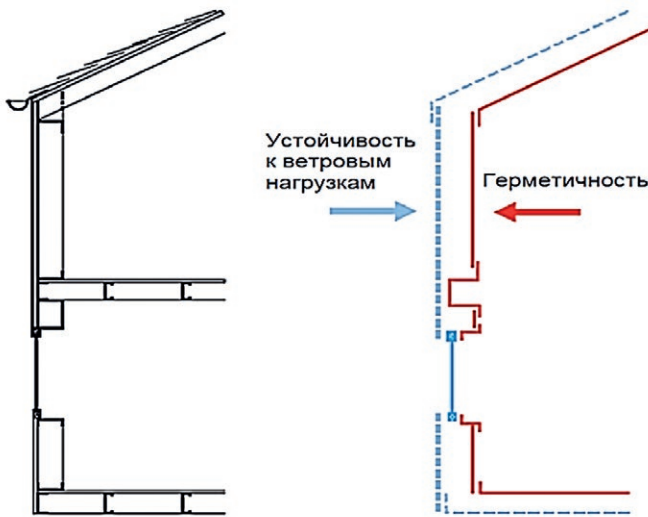 Устойчивость
к ветровым
нагрузкам
Герметичность